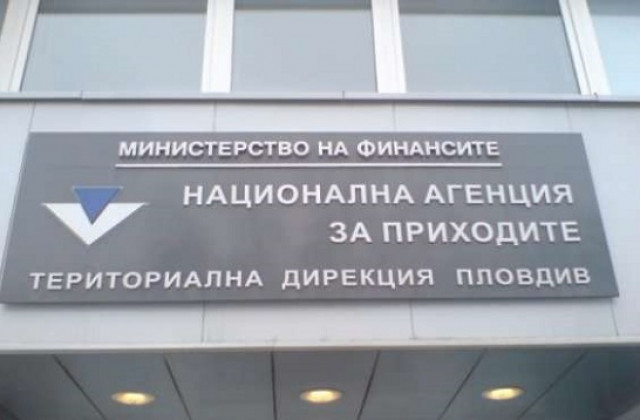 МИНИСТЕРСТВО НА ФИНАНСИТЕ
НАЦИОНАЛНА АГЕНЦИЯ
ЗА ПРИХОДИТЕ
ТЕРИТОРИАЛНА ДИРЕКЦИЯ ПЛОВДИВ